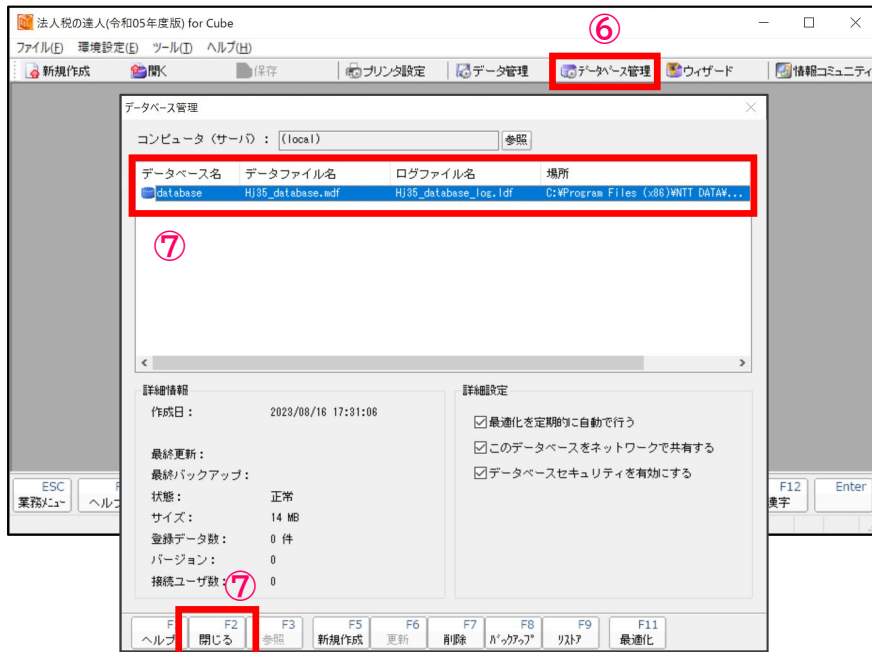 法人税の達人(令和05年度版) for Cube
⑥
ファイル(F) 環境設定(E) ツール(T) ヘルプ(H)
新規作成 開く 保存 プリンタ設定 データ管理 データベース管理 ウィザード 情報コミュニティ
データベース管理
コンピュータ(サーバ): (local) 参照
データベース名 データファイル名 ログファイル名 場所
database Hj35_database.mdf Hj35_database_log.ldf C:¥Program Files (x86)¥NTT DATA¥...
⑦
詳細情報
作成日: 2023/08/16 17:31:06
最終更新:
最終バックアップ:
状態: 正常
サイズ: 14 MB
登録データ数: 0 件
バージョン: 0
接続ユーザ数: 0
詳細設定
最適化を定期的に自動で行う
このデータベースをネットワークで共有する
データベースセキュリティを有効にする
ESC
業務メニュー
F12 Enter
漢字
⑦
F2 F3 F5 F6 F7 F8 F9 F11
ヘルプ 閉じる 参照 新規作成 更新 削除 バックアップ リストア 最適化